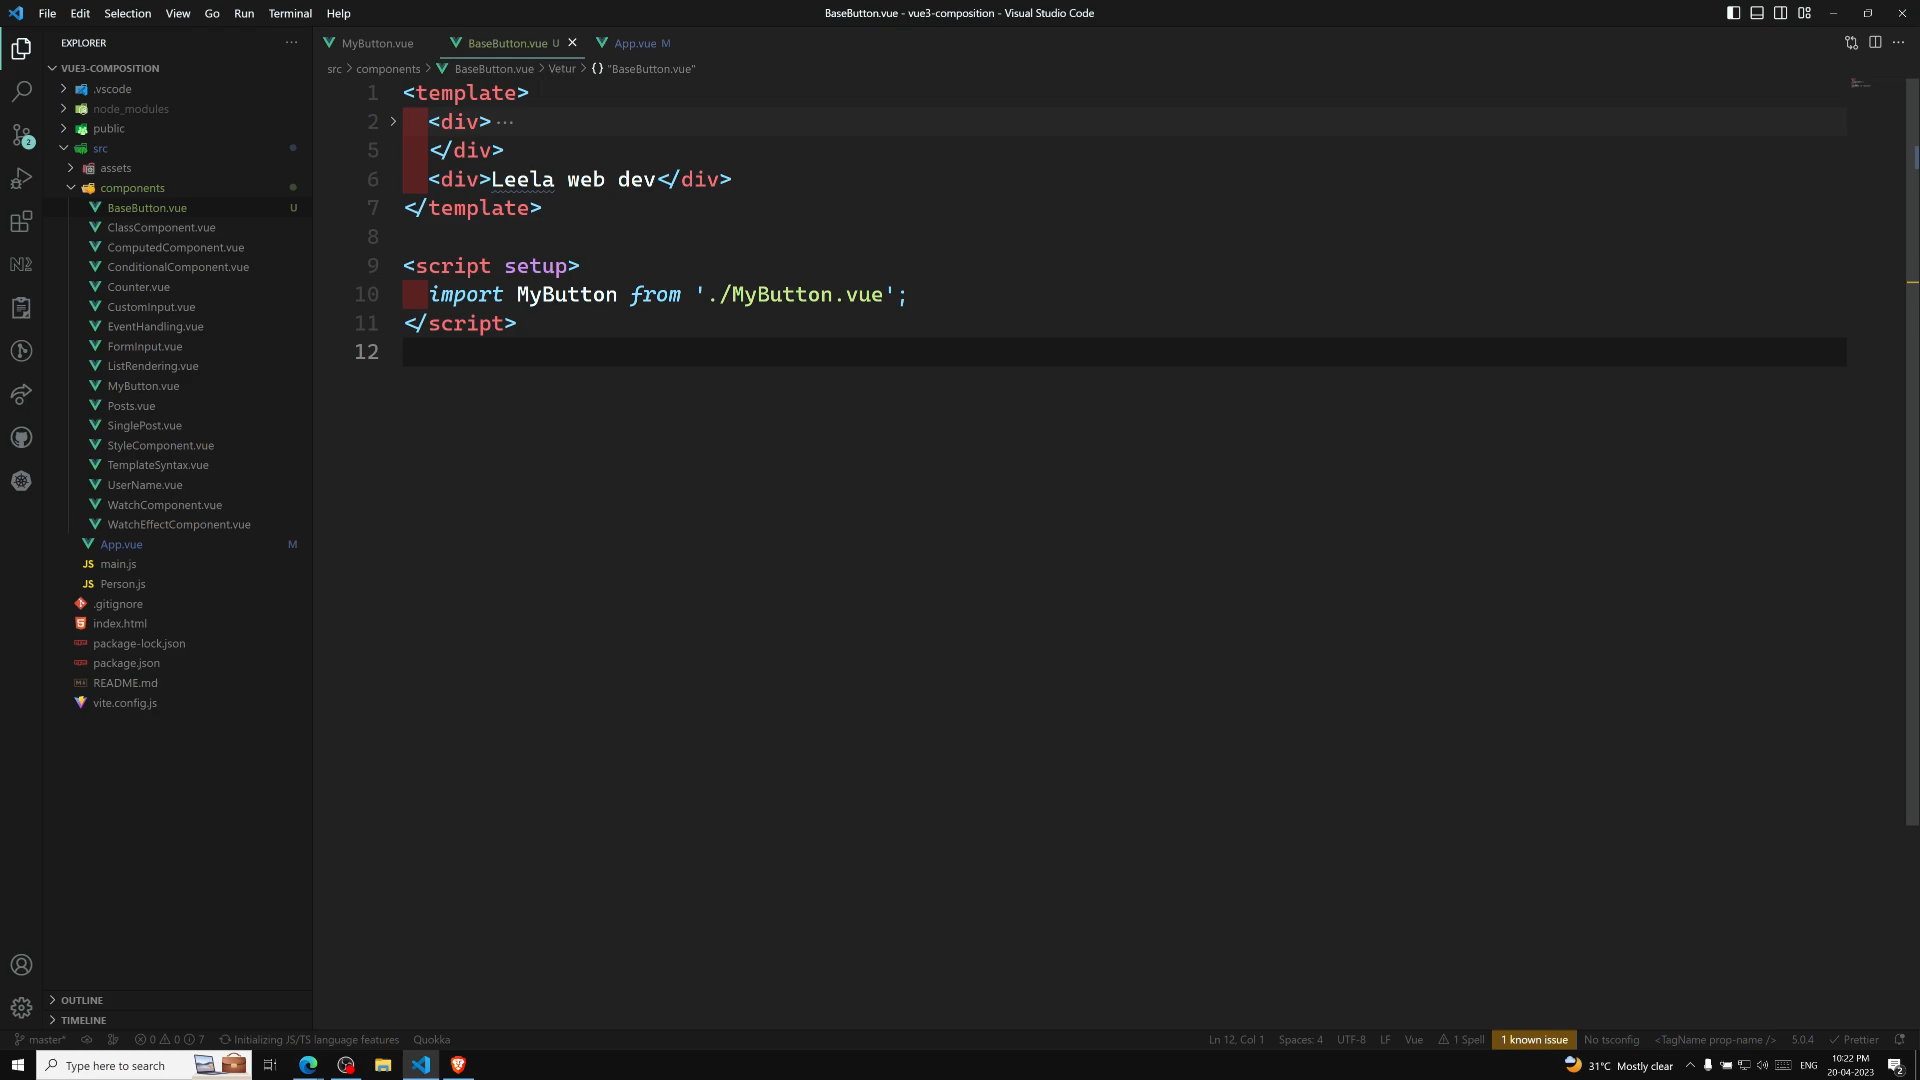 File Edit Selection View Go Run Terminal Help
BaseButton.vue - vue3-composition - Visual Studio Code
EXPLORER
MyButton.vue
BaseButton.vue U
App.vue M
src > components > BaseButton.vue > Vetur > {} "BaseButton.vue"
VUE3-COMPOSITION
.vscode
node_modules
public
src
assets
components
BaseButton.vue U
ClassComponent.vue
ComputedComponent.vue
ConditionalComponent.vue
Counter.vue
CustomInput.vue
EventHandling.vue
FormInput.vue
ListRendering.vue
MyButton.vue
Posts.vue
SinglePost.vue
StyleComponent.vue
TemplateSyntax.vue
UserName.vue
WatchComponent.vue
WatchEffectComponent.vue
App.vue M
JS main.js
JS Person.js
.gitignore
index.html
package-lock.json
package.json
README.md
vite.config.js
OUTLINE
TIMELINE
1 <template>
2 <div>···
5 </div>
6 <div>Leela web dev</div>
7 </template>
8
9 <script setup>
10 import MyButton from './MyButton.vue';
11 </script>
12
master* 0 0 7 Initializing JS/TS language features Quokka
Ln 12, Col 1 Spaces: 4 UTF-8 LF Vue 1 Spell 1 known issue No tsconfig <TagName prop-name /> 5.0.4 Prettier
Type here to search
31°C Mostly clear ENG
10:22 PM
20-04-2023
2